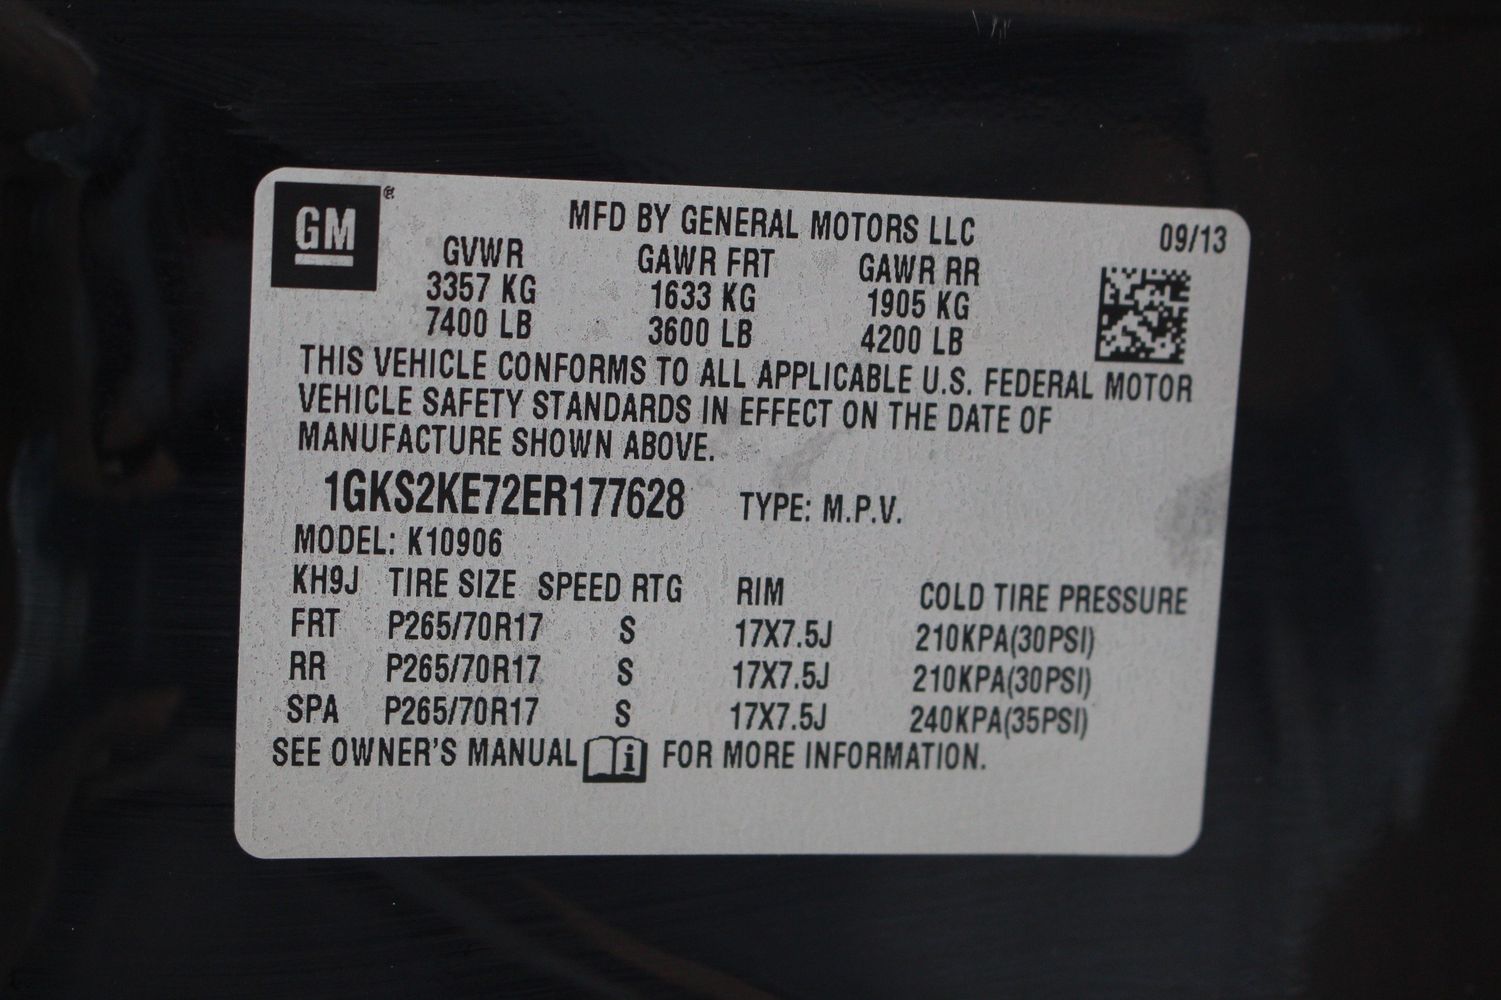 GM®
MFD BY GENERAL MOTORS LLC 09/13
GVWR GAWR FRT GAWR RR
3357 KG 1633 KG 1905 KG
7400 LB 3600 LB 4200 LB
THIS VEHICLE CONFORMS TO ALL APPLICABLE U.S. FEDERAL MOTOR
VEHICLE SAFETY STANDARDS IN EFFECT ON THE DATE OF
MANUFACTURE SHOWN ABOVE.
1GKS2KE72ER177628 TYPE: M.P.V.
MODEL: K10906
KH9J TIRE SIZE SPEED RTG RIM COLD TIRE PRESSURE
FRT P265/70R17 S 17X7.5J 210KPA(30PSI)
RR P265/70R17 S 17X7.5J 210KPA(30PSI)
SPA P265/70R17 S 17X7.5J 240KPA(35PSI)
SEE OWNER'S MANUAL i FOR MORE INFORMATION.